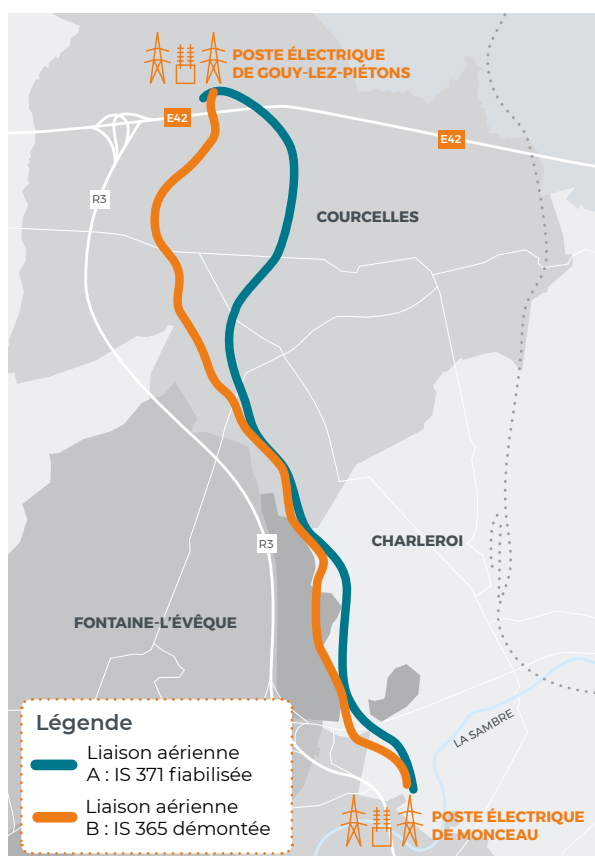 POSTE ÉLECTRIQUE
DE GOUY-LEZ-PIÉTONS
E42
E42
R3
COURCELLES
R3
CHARLEROI
FONTAINE-L'ÉVÊQUE
LA SAMBRE
Légende
Liaison aérienne
A : IS 371 fiabilisée
Liaison aérienne
B : IS 365 démontée
POSTE ÉLECTRIQUE
DE MONCEAU